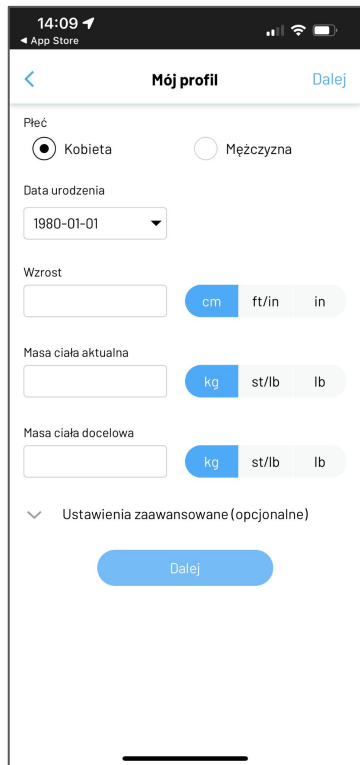 14:09
◄ App Store
Mój profil Dalej
Płeć
Kobieta Mężczyzna
Data urodzenia
1980-01-01
Wzrost
cm ft/in in
Masa ciała aktualna
kg st/lb lb
Masa ciała docelowa
kg st/lb lb
Ustawienia zaawansowane (opcjonalne)
Dalej